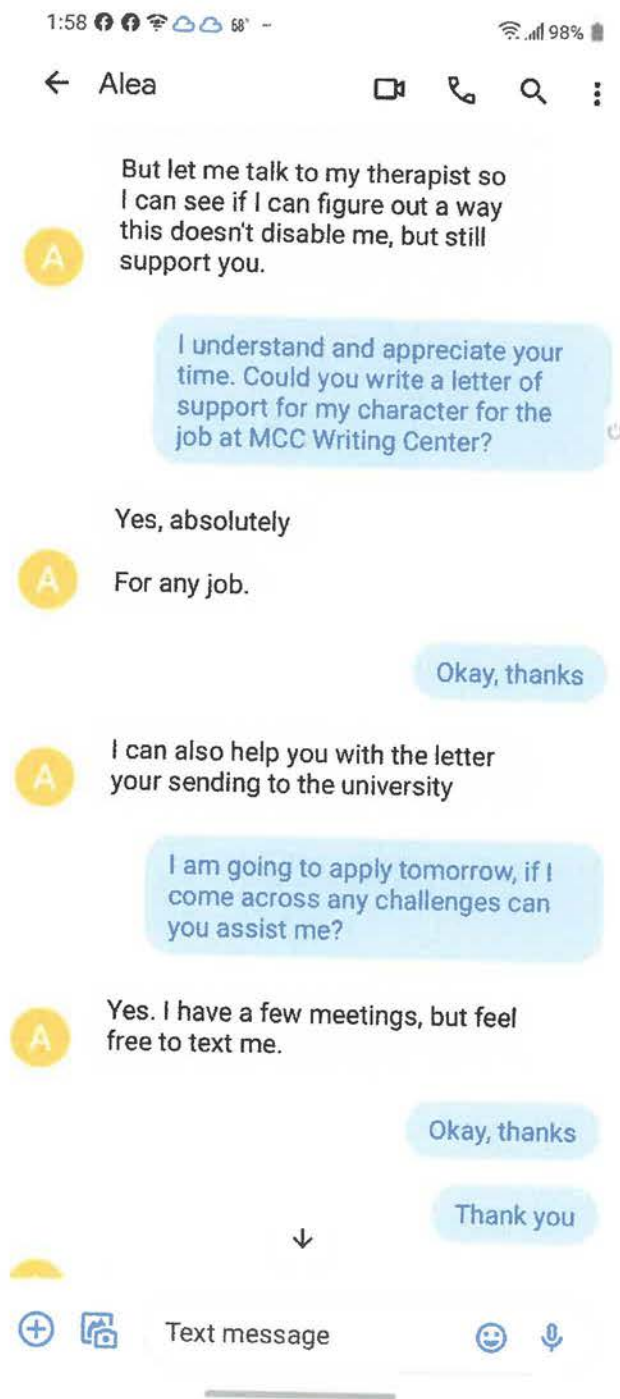 1:58 68° –
98%
Alea
But let me talk to my therapist so
I can see if I can figure out a way
this doesn't disable me, but still
support you.
A
I understand and appreciate your
time. Could you write a letter of
support for my character for the
job at MCC Writing Center?
Yes, absolutely
For any job.
A
Okay, thanks
I can also help you with the letter
your sending to the university
A
I am going to apply tomorrow, if I
come across any challenges can
you assist me?
Yes. I have a few meetings, but feel
free to text me.
A
Okay, thanks
Thank you
Text message